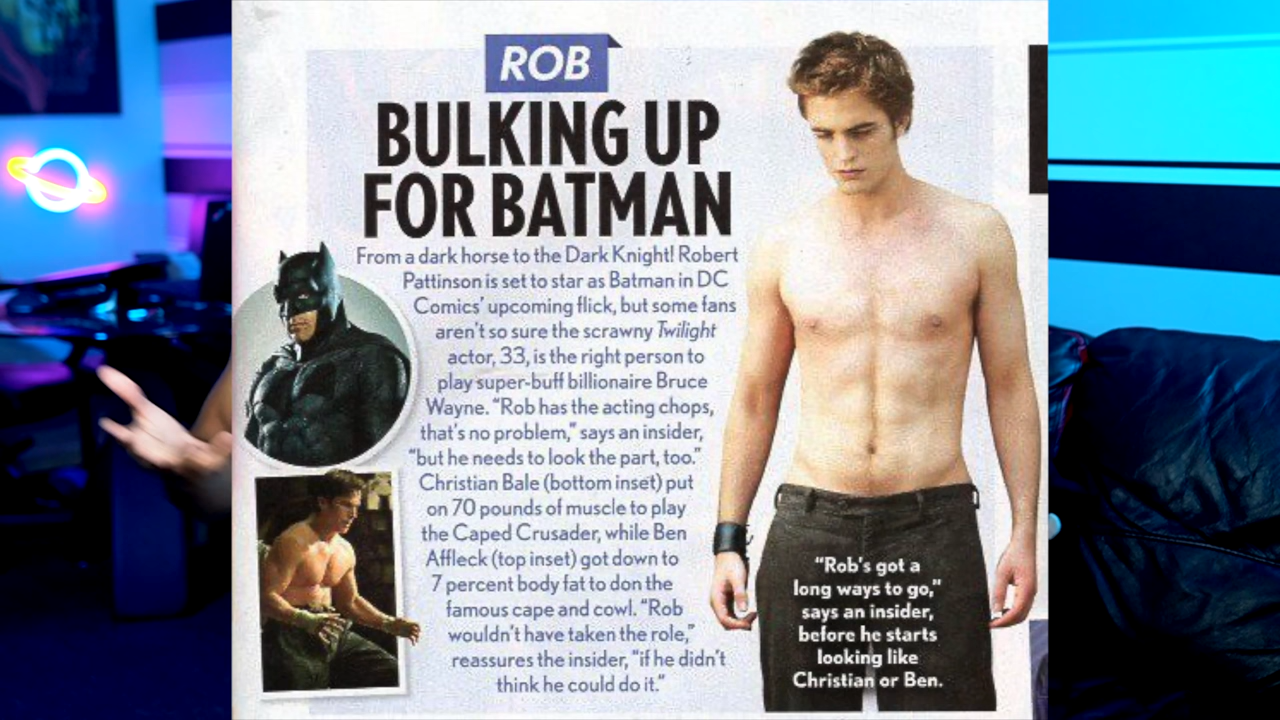 ROB
BULKING UP
FOR BATMAN
From a dark horse to the Dark Knight! Robert
Pattinson is set to star as Batman in DC
Comics' upcoming flick, but some fans
aren't so sure the scrawny Twilight
actor, 33, is the right person to
play super-buff billionaire Bruce
Wayne. "Rob has the acting chops,
that's no problem," says an insider,
"but he needs to look the part, too."
Christian Bale (bottom inset) put
on 70 pounds of muscle to play
the Caped Crusader, while Ben
Affleck (top inset) got down to
7 percent body fat to don the
famous cape and cowl. "Rob
wouldn't have taken the role,"
reassures the insider, "if he didn't
think he could do it."
"Rob's got a
long ways to go,"
says an insider,
before he starts
looking like
Christian or Ben.